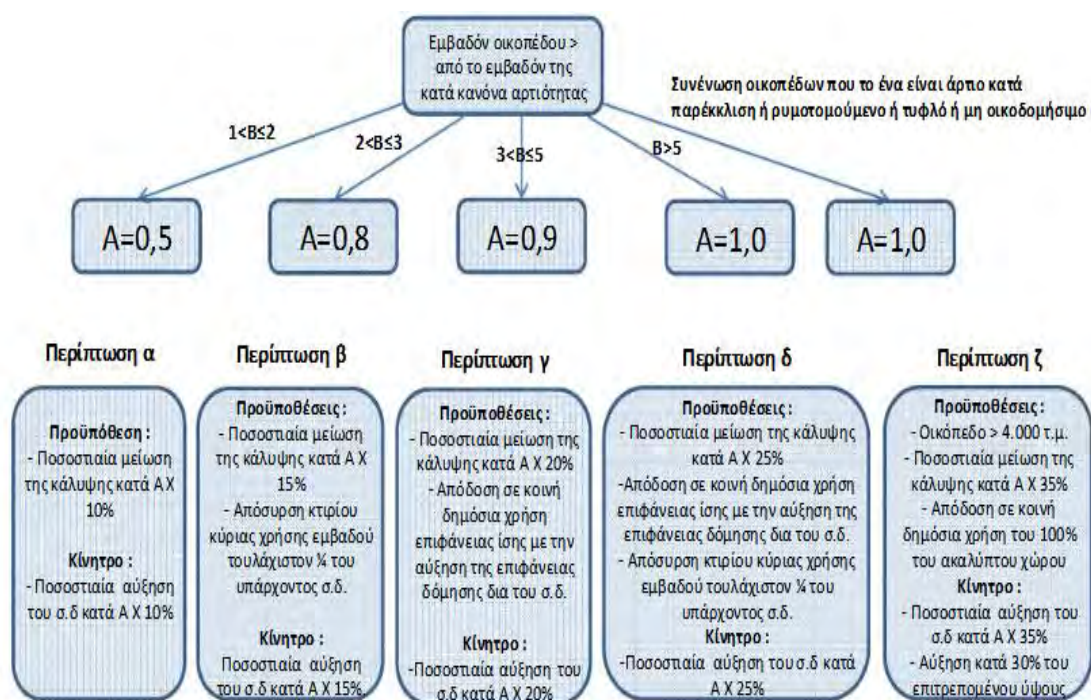 Εμβαδόν οικοπέδου >
από το εμβαδόν της
κατά κανόνα αρτιότητας
Συνένωση οικοπέδων που το ένα είναι άρτιο κατά
παρέκκλιση ή ρυμοτομούμενο ή τυφλό ή μη οικοδομήσιμο
1<B≤2
2<B≤3
3<B≤5
B>5
A=0,5
A=0,8
A=0,9
A=1,0
A=1,0
Περίπτωση α
Προϋπόθεση :
- Ποσοστιαία μείωση
της κάλυψης κατά A X
10%
Κίνητρο :
- Ποσοστιαία αύξηση
του σ.δ κατά A X 10%
Περίπτωση β
Προϋποθέσεις :
- Ποσοστιαία μείωση
της κάλυψης κατά A X
15%
- Απόσυρση κτιρίου
κύριας χρήσης εμβαδού
τουλάχιστον ¼ του
υπάρχοντος σ.δ.
Κίνητρο :
Ποσοστιαία αύξηση
του σ.δ κατά A X 15%.
Περίπτωση γ
Προϋποθέσεις :
- Ποσοστιαία μείωση της
κάλυψης κατά A X 20%
- Απόδοση σε κοινή
δημόσια χρήση
επιφάνειας ίσης με την
αύξηση της επιφάνειας
δόμησης δια του σ.δ.
Κίνητρο :
-Ποσοστιαία αύξηση του
σ.δ κατά A X 20%
Περίπτωση δ
Προϋποθέσεις :
- Ποσοστιαία μείωση της κάλυψης
κατά A X 25%
-Απόδοση σε κοινή δημόσια χρήση
επιφάνειας ίσης με την αύξηση της
επιφάνειας δόμησης δια του σ.δ.
- Απόσυρση κτιρίου κύριας χρήσης
εμβαδού τουλάχιστον ¼ του
υπάρχοντος σ.δ.
Κίνητρο :
-Ποσοστιαία αύξηση του σ.δ κατά
A X 25%
Περίπτωση ζ
Προϋποθέσεις :
- Οικόπεδο > 4.000 τ.μ.
- Ποσοστιαία μείωση της
κάλυψης κατά A X 35%
- Απόδοση σε κοινή
δημόσια χρήση του 100%
του ακαλύπτου χώρου
Κίνητρο :
- Ποσοστιαία αύξηση του
σ.δ κατά A X 35%
- Αύξηση κατά 30% του
επιτρεπομένου ύψους